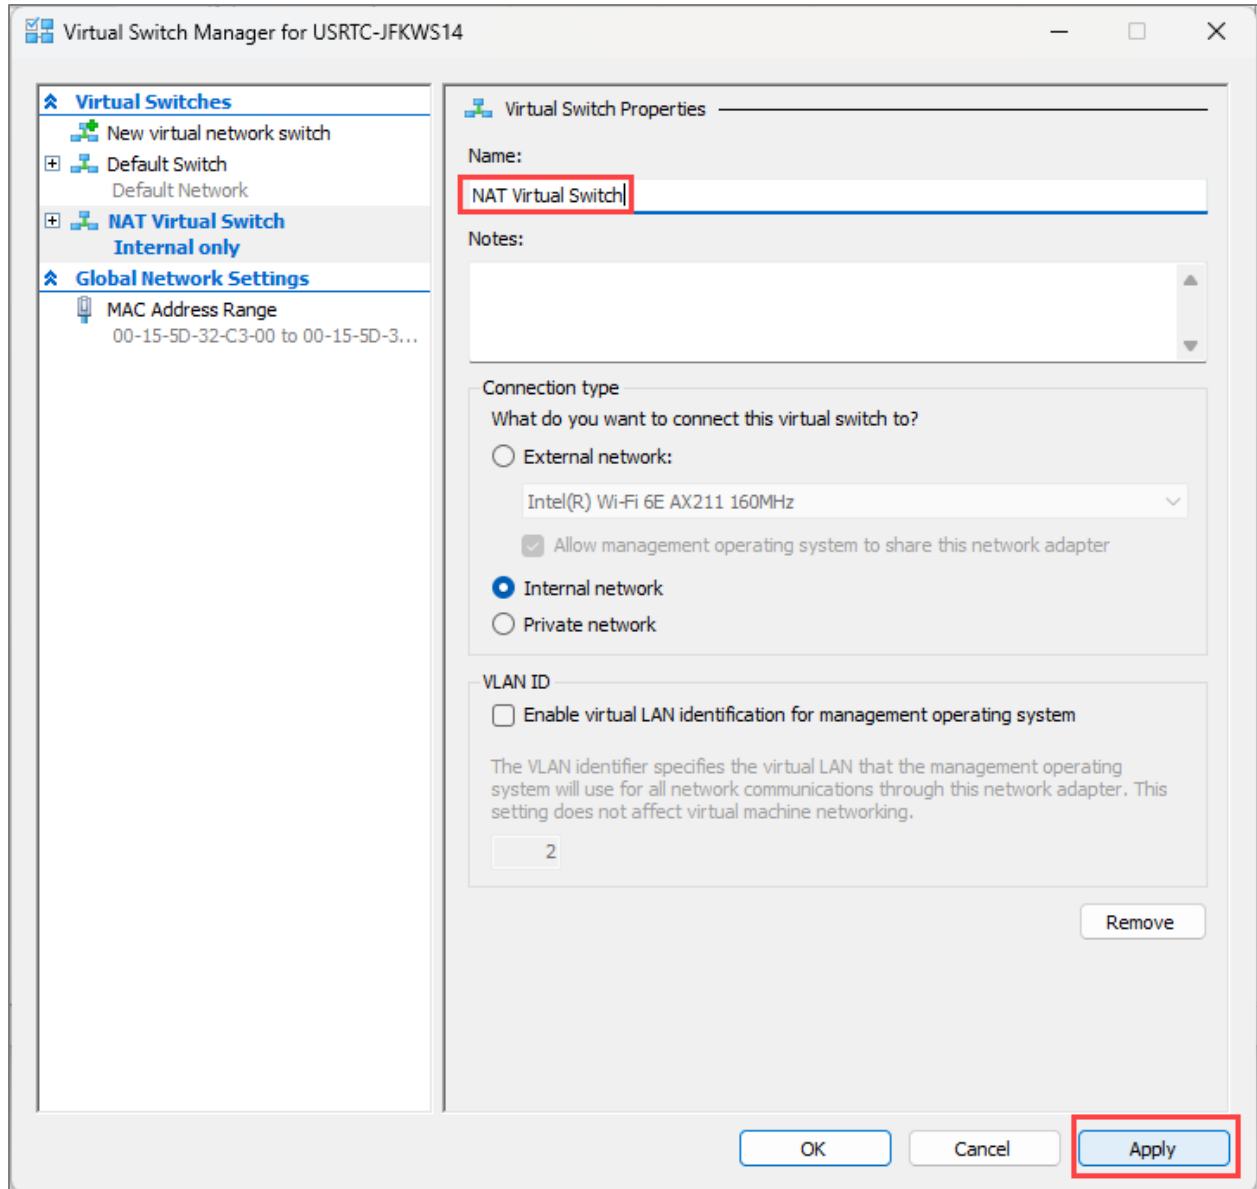 Virtual Switch Manager for USRTC-JFKWS14
Virtual Switches
New virtual network switch
Default Switch
Default Network
NAT Virtual Switch
Internal only
Global Network Settings
MAC Address Range
00-15-5D-32-C3-00 to 00-15-5D-3...
Virtual Switch Properties
Name:
NAT Virtual Switch
Notes:
Connection type
What do you want to connect this virtual switch to?
External network:
Intel(R) Wi-Fi 6E AX211 160MHz
Allow management operating system to share this network adapter
Internal network
Private network
VLAN ID
Enable virtual LAN identification for management operating system
The VLAN identifier specifies the virtual LAN that the management operating
system will use for all network communications through this network adapter. This
setting does not affect virtual machine networking.
2
Remove
OK
Cancel
Apply